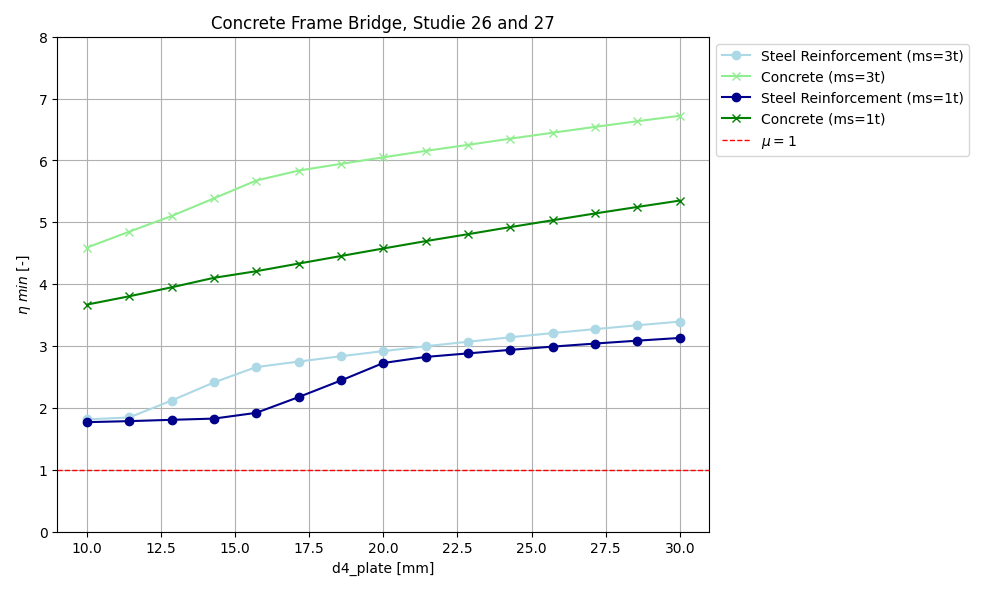 Concrete Frame Bridge, Studie 26 and 27
8
7
6
5
4
3
2
1
0
η min [-]
10.0 12.5 15.0 17.5 20.0 22.5 25.0 27.5 30.0
d4_plate [mm]
Steel Reinforcement (ms=3t)
Concrete (ms=3t)
Steel Reinforcement (ms=1t)
Concrete (ms=1t)
μ = 1